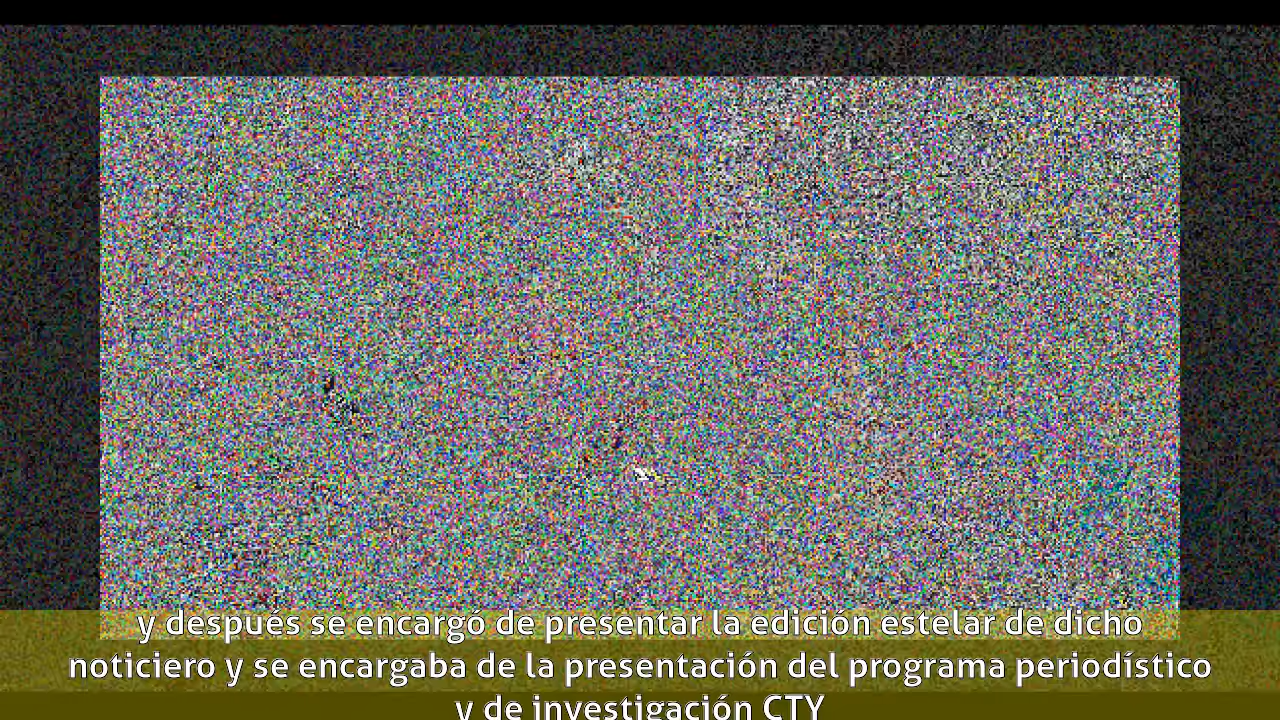 y después se encargó de presentar la edición estelar de dicho
noticiero y se encargaba de la presentación del programa periodístico
y de investigación CTY